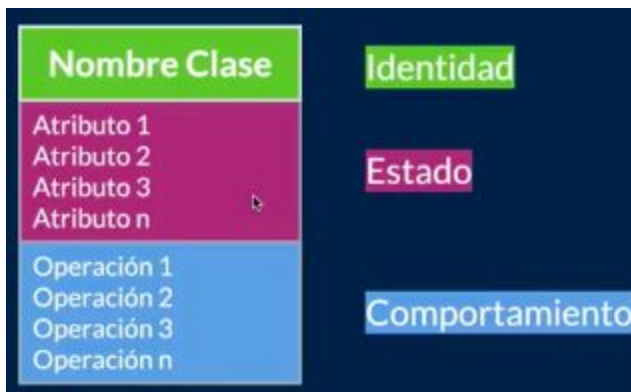 Nombre Clase
Identidad
Atributo 1
Atributo 2
Atributo 3
Atributo n
Estado
Operación 1
Operación 2
Operación 3
Operación n
Comportamiento